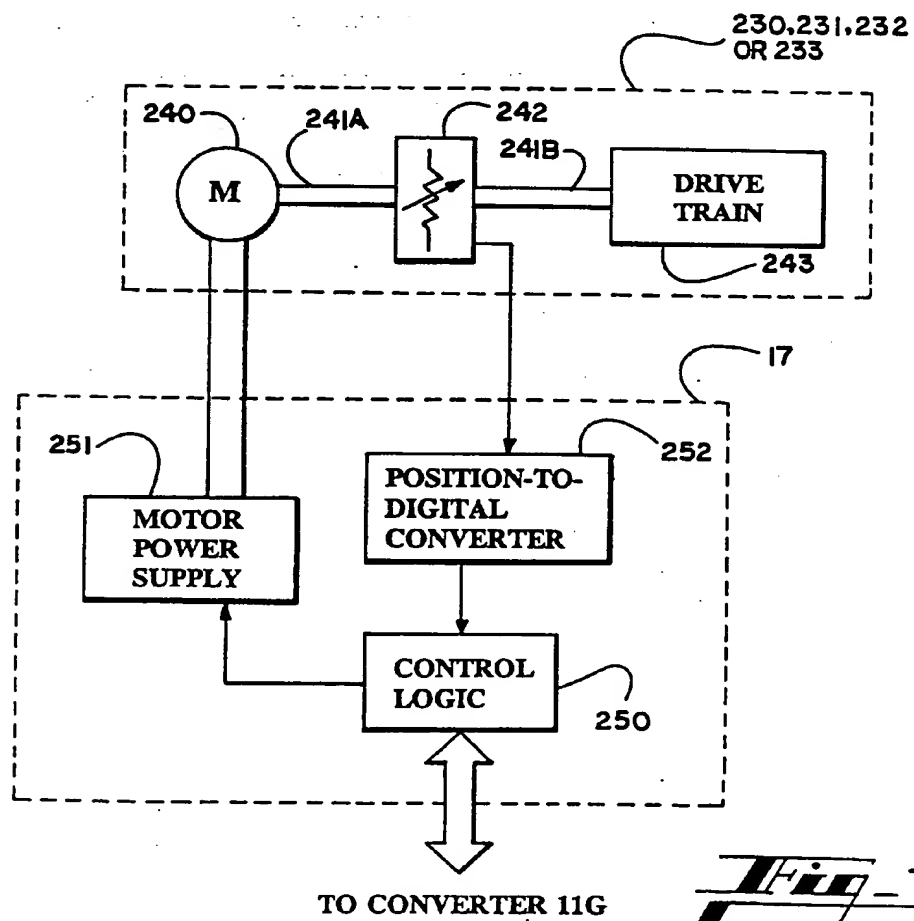 230,231,232
OR 233
240
241A
242
241B
M
DRIVE
TRAIN
243
17
251
252
MOTOR
POWER
SUPPLY
POSITION-TO-
DIGITAL
CONVERTER
CONTROL
LOGIC
250
TO CONVERTER 11G
Fig_